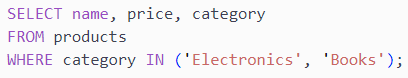 SELECT name, price, category
FROM products
WHERE category IN ('Electronics', 'Books');